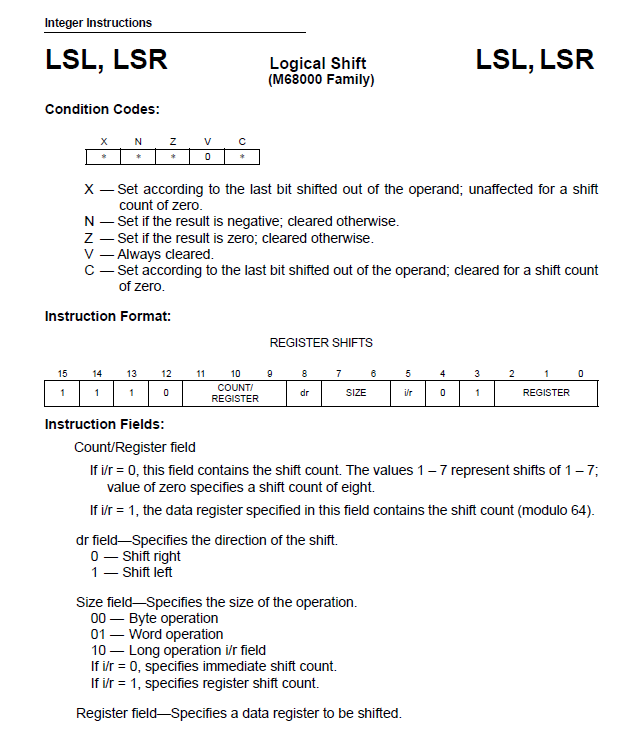 Integer Instructions
LSL, LSR Logical Shift LSL, LSR
(M68000 Family)
Condition Codes:
X N Z V C
* * * 0 *
X — Set according to the last bit shifted out of the operand; unaffected for a shift
count of zero.
N — Set if the result is negative; cleared otherwise.
Z — Set if the result is zero; cleared otherwise.
V — Always cleared.
C — Set according to the last bit shifted out of the operand; cleared for a shift count
of zero.
Instruction Format:
REGISTER SHIFTS
15 14 13 12 11 10 9 8 7 6 5 4 3 2 1 0
1 1 1 0 COUNT/ REGISTER dr SIZE i/r 0 1 REGISTER
Instruction Fields:
Count/Register field
If i/r = 0, this field contains the shift count. The values 1 – 7 represent shifts of 1 – 7;
value of zero specifies a shift count of eight.
If i/r = 1, the data register specified in this field contains the shift count (modulo 64).
dr field—Specifies the direction of the shift.
0 — Shift right
1 — Shift left
Size field—Specifies the size of the operation.
00 — Byte operation
01 — Word operation
10 — Long operation i/r field
If i/r = 0, specifies immediate shift count.
If i/r = 1, specifies register shift count.
Register field—Specifies a data register to be shifted.